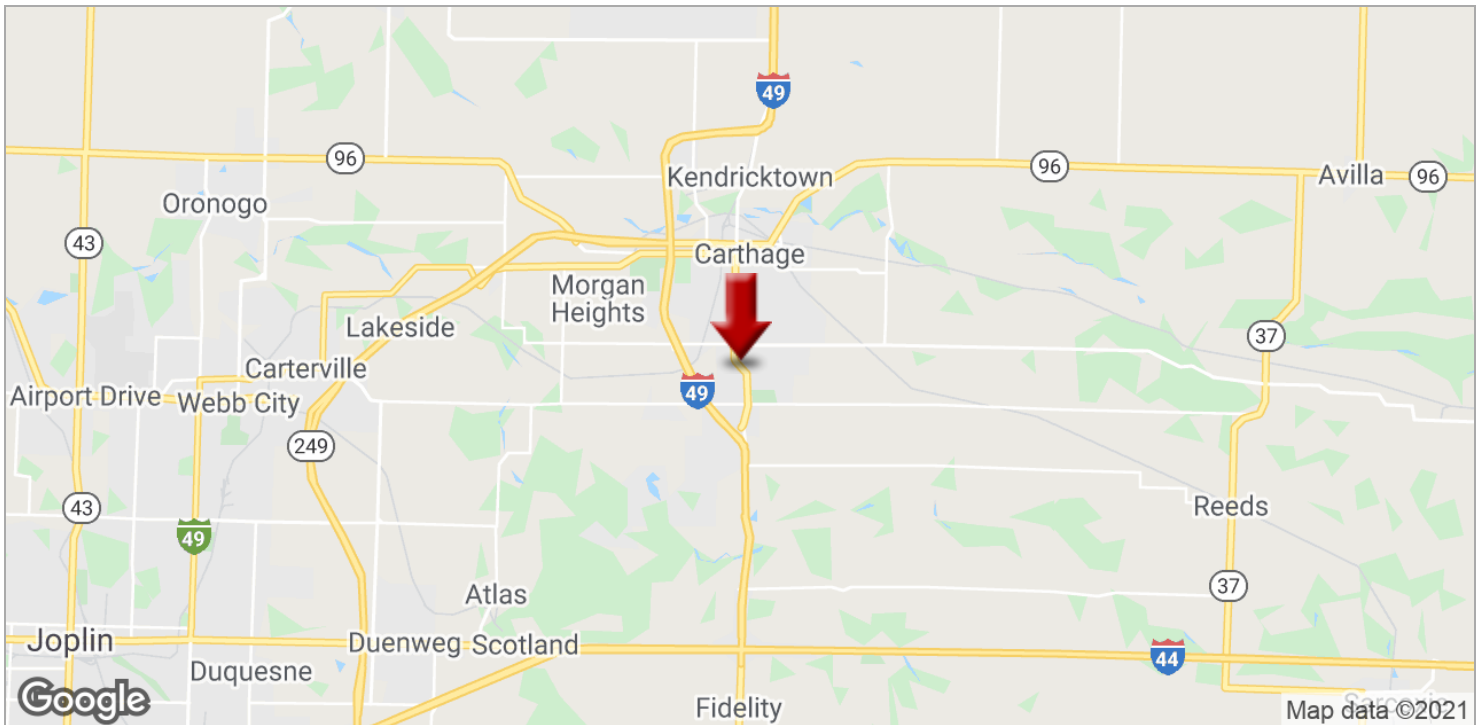 49
96
Kendricktown
96
Avilla
96
Oronogo
43
Carthage
Morgan
Heights
Lakeside
37
Carterville
49
Airport Drive
Webb City
249
43
Reeds
49
37
Atlas
Joplin
Duenweg
Scotland
44
Duquesne
Google
Fidelity
Sarcoxie
Map data ©2021